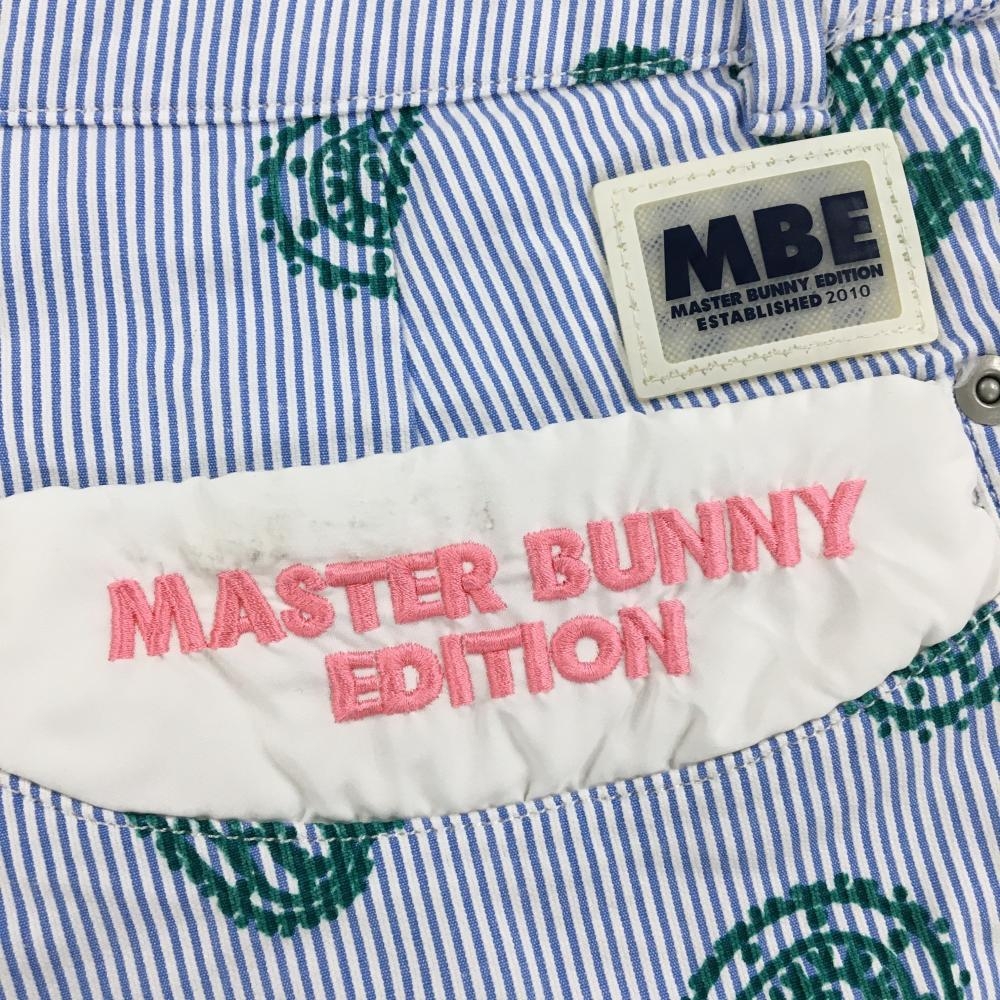 MBE
MASTER BUNNY EDITION
ESTABLISHED 2010
MASTER BUNNY
EDITION